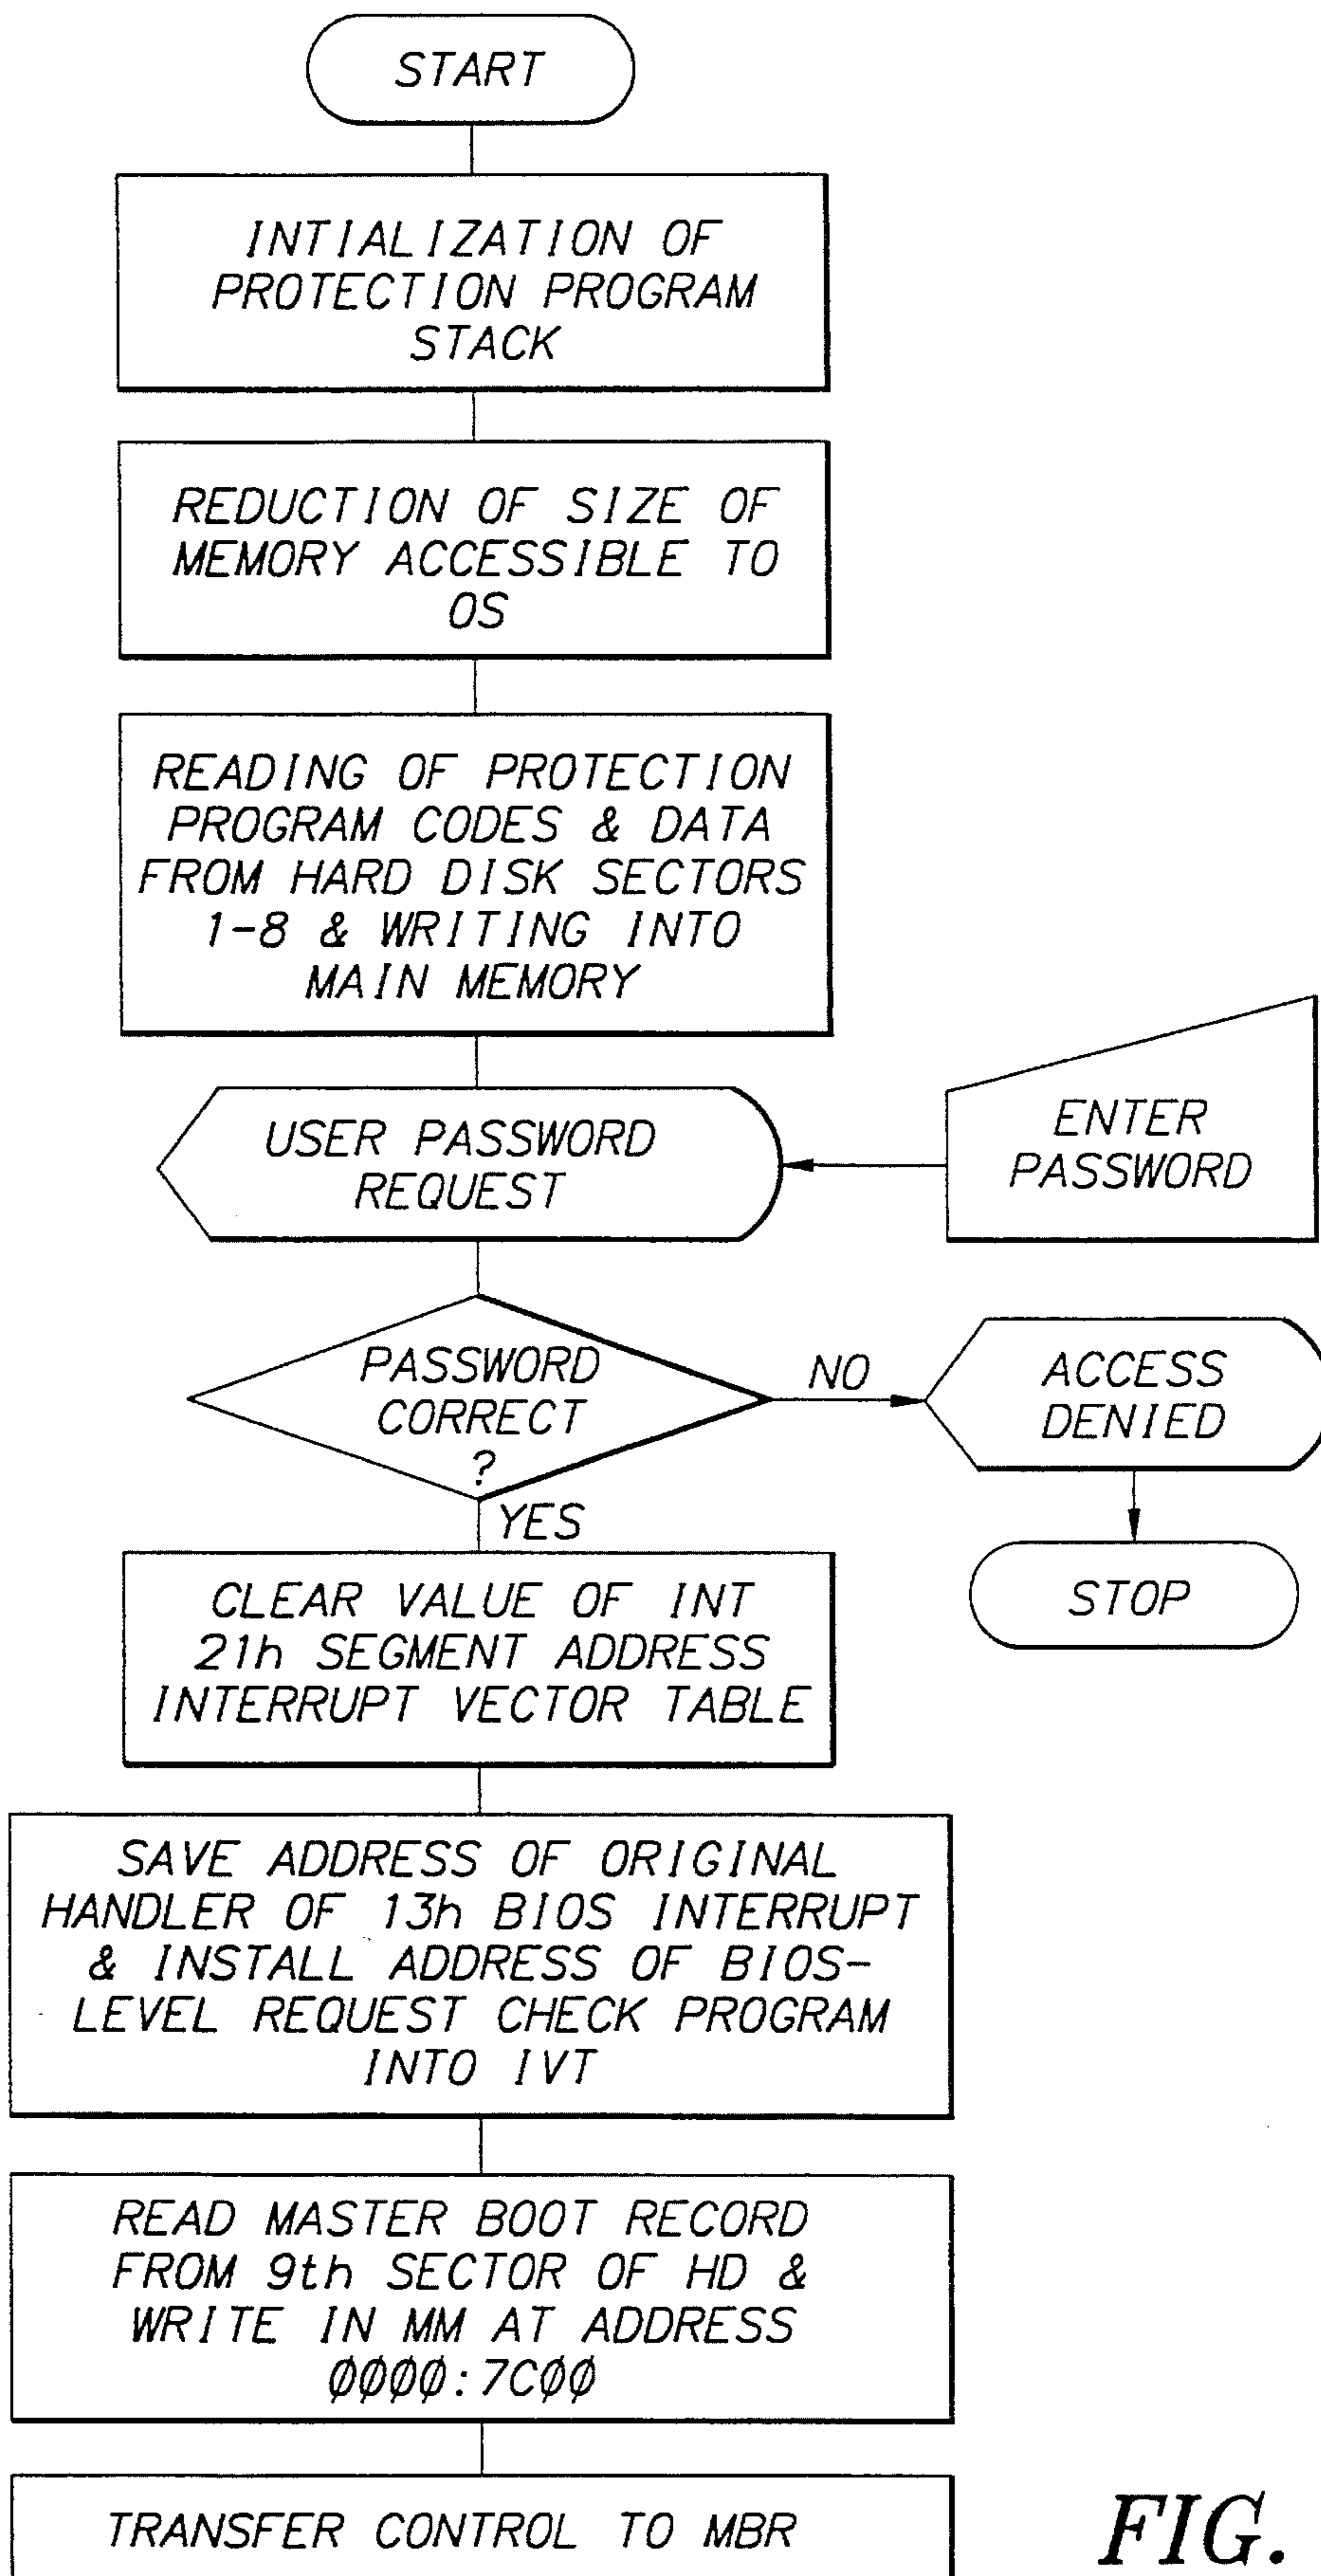 START
INTIALIZATION OF
PROTECTION PROGRAM
STACK
REDUCTION OF SIZE OF
MEMORY ACCESSIBLE TO
OS
READING OF PROTECTION
PROGRAM CODES & DATA
FROM HARD DISK SECTORS
1-8 & WRITING INTO
MAIN MEMORY
USER PASSWORD
REQUEST
ENTER
PASSWORD
PASSWORD
CORRECT
?
NO
ACCESS
DENIED
STOP
YES
CLEAR VALUE OF INT
21h SEGMENT ADDRESS
INTERRUPT VECTOR TABLE
SAVE ADDRESS OF ORIGINAL
HANDLER OF 13h BIOS INTERRUPT
& INSTALL ADDRESS OF BIOS-
LEVEL REQUEST CHECK PROGRAM
INTO IVT
READ MASTER BOOT RECORD
FROM 9th SECTOR OF HD &
WRITE IN MM AT ADDRESS
ØØØØ:7CØØ
TRANSFER CONTROL TO MBR
FIG.